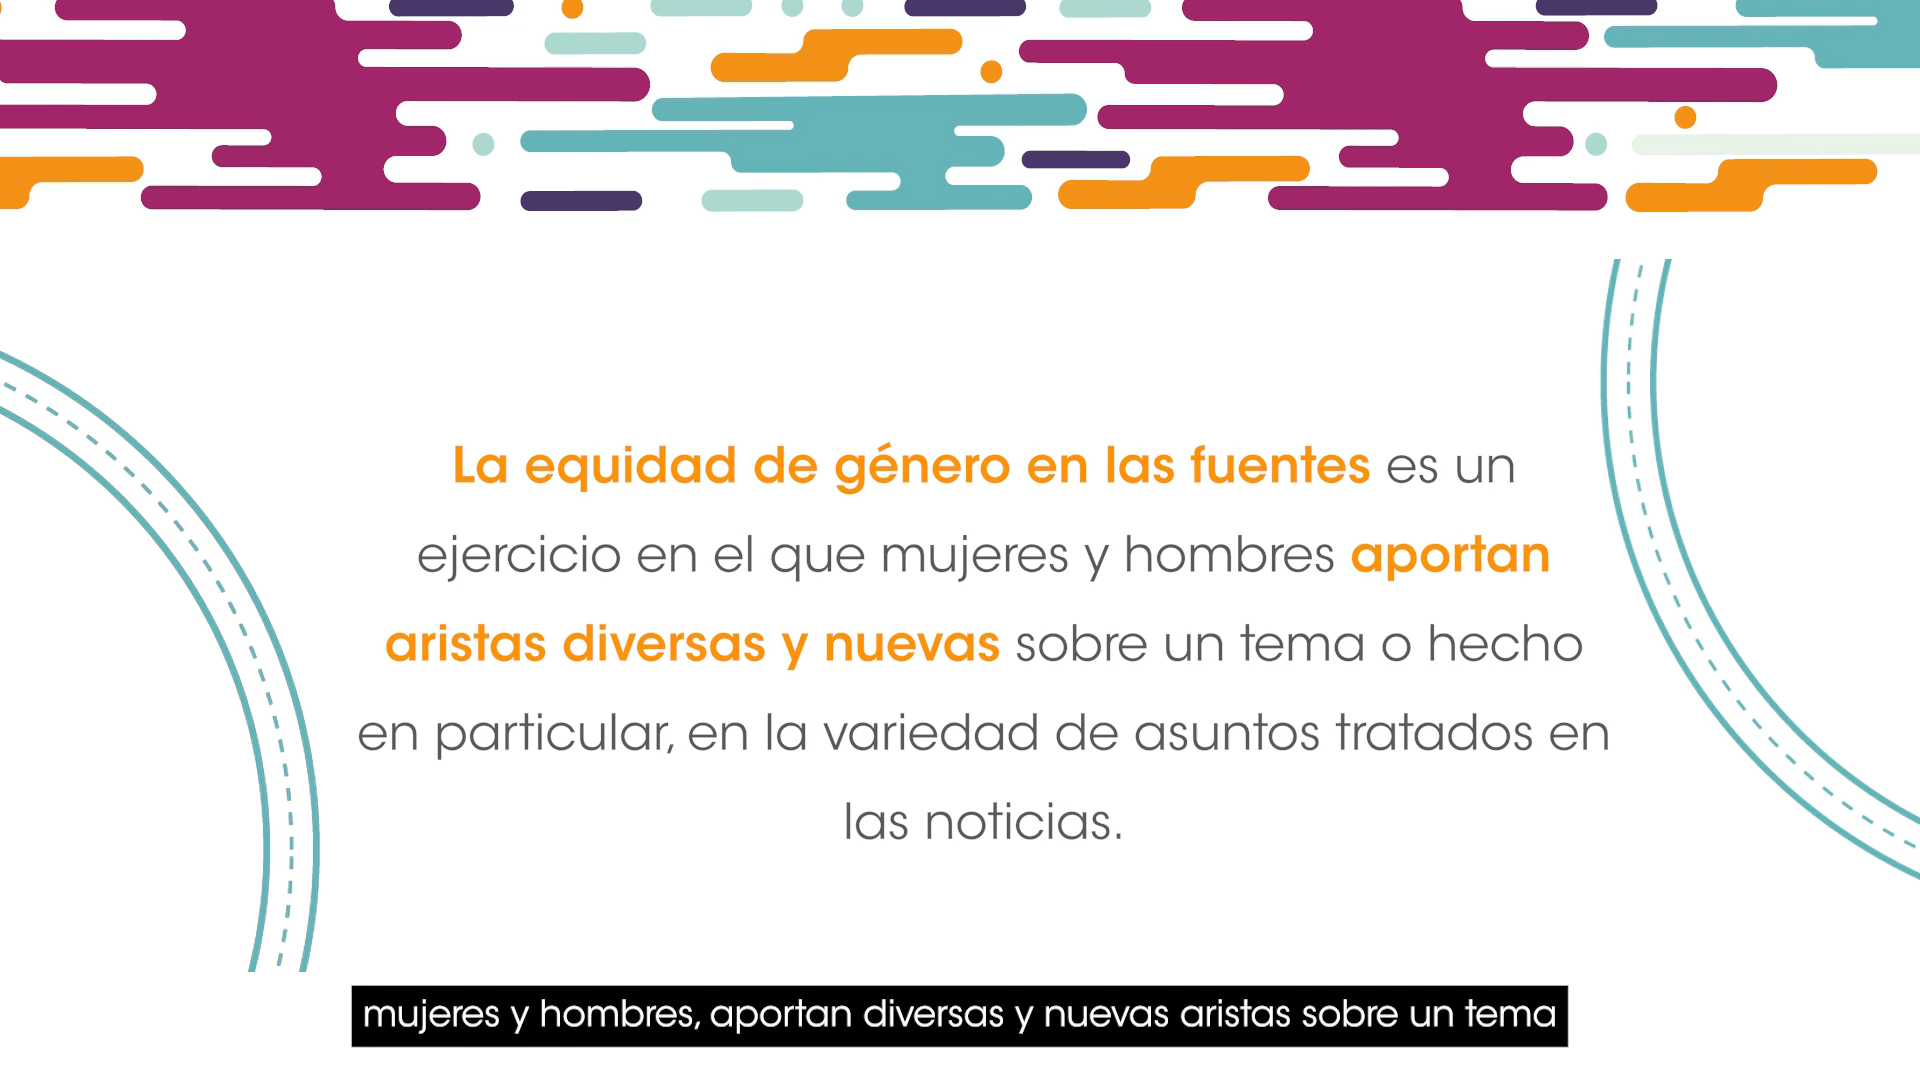 La equidad de género en las fuentes es un
ejercicio en el que mujeres y hombres aportan
aristas diversas y nuevas sobre un tema o hecho
en particular, en la variedad de asuntos tratados en
las noticias.
mujeres y hombres, aportan diversas y nuevas aristas sobre un tema